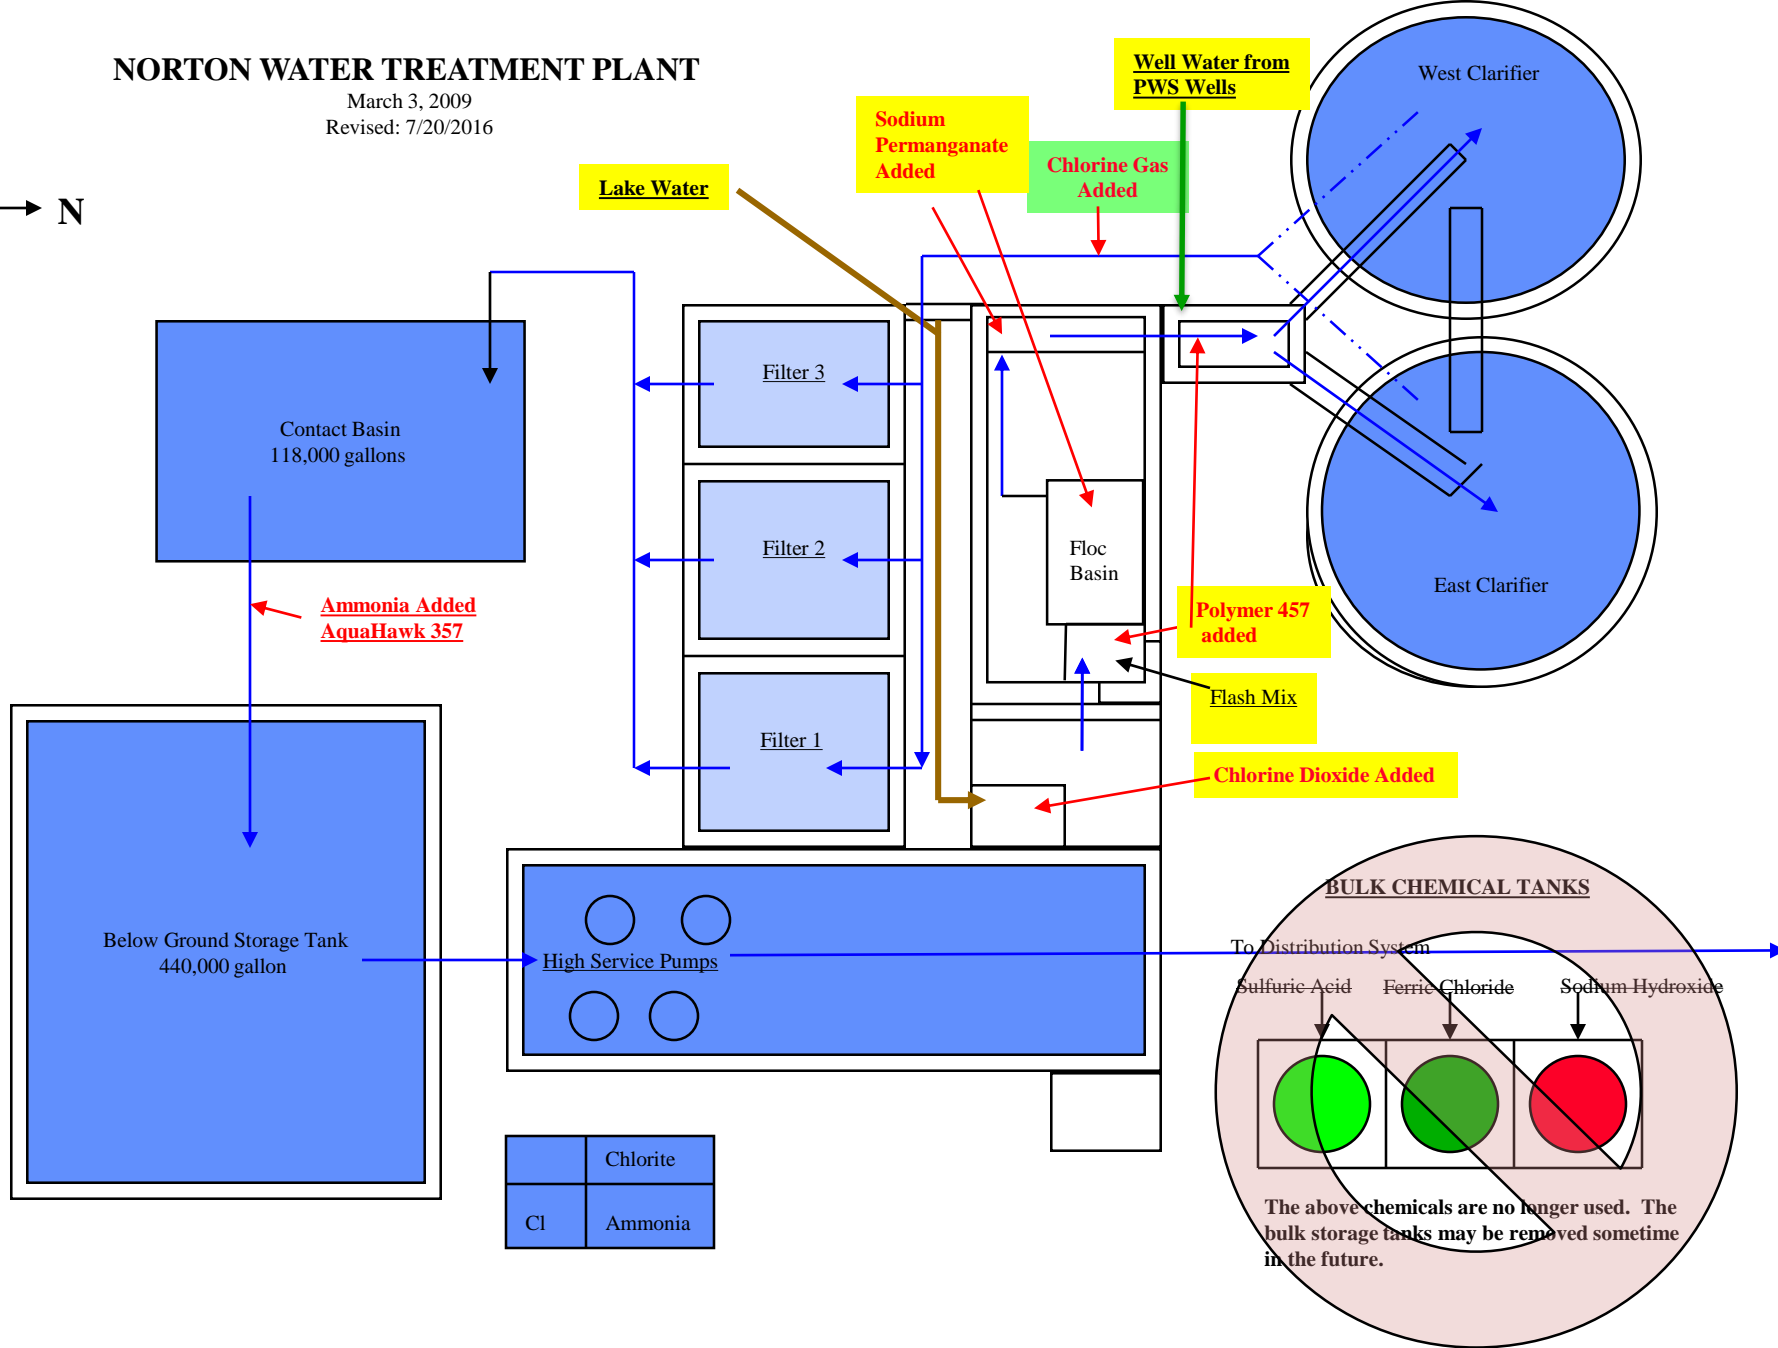 NORTON WATER TREATMENT PLANT
March 3, 2009
Revised: 7/20/2016
N
Lake Water
Sodium
Permanganate
Added
Chlorine Gas
Added
Well Water from
PWS Wells
West Clarifier
Filter 3
Contact Basin
118,000 gallons
Filter 2
Floc
Basin
East Clarifier
Ammonia Added
AquaHawk 357
Polymer 457
added
Flash Mix
Filter 1
Chlorine Dioxide Added
BULK CHEMICAL TANKS
Below Ground Storage Tank
440,000 gallon
High Service Pumps
To Distribution System
Sulfuric Acid
Ferric Chloride
Sodium Hydroxide
Chlorite
Cl
Ammonia
The above chemicals are no longer used. The
bulk storage tanks may be removed sometime
in the future.